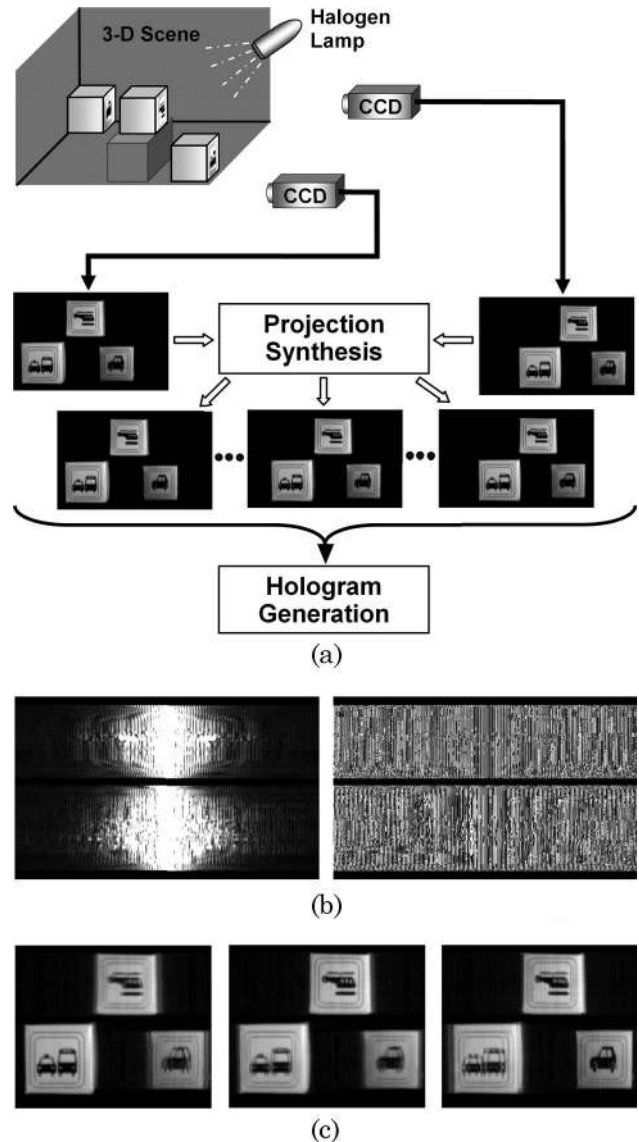 3-D Scene
Halogen
Lamp
CCD
CCD
Projection
Synthesis
Hologram
Generation
(a)
(b)
(c)